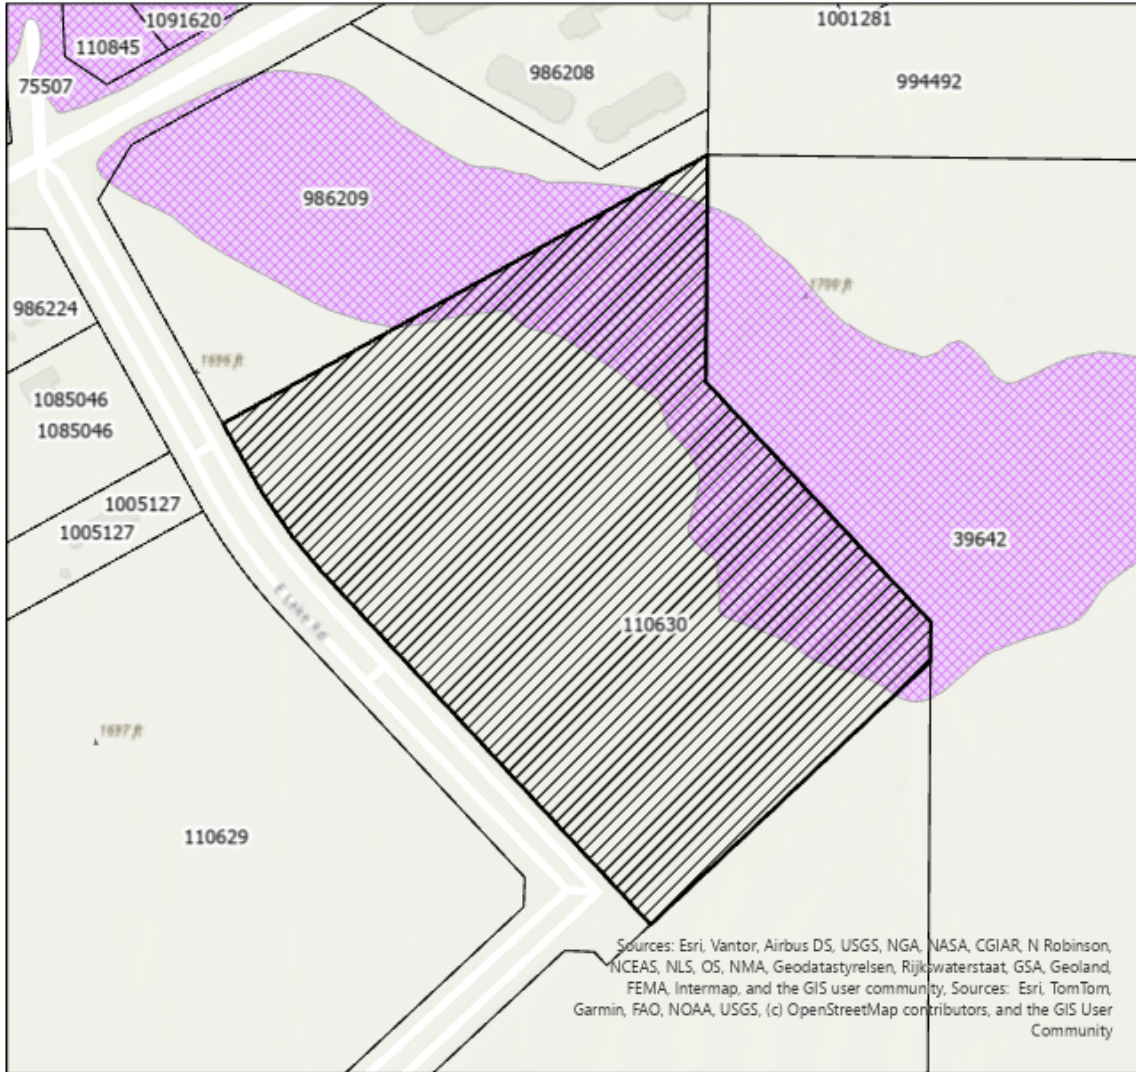 1091620
1001281
110845
986208
994492
75507
986209
1700 ft
986224
1696 ft
1085046
1085046
1005127
1005127
39642
E Lake Rd
110630
1697 ft
110629
Sources: Esri, Vantor, Airbus DS, USGS, NGA, NASA, CGIAR, N Robinson,
NCEAS, NLS, OS, NMA, Geodatastyrelsen, Rijkswaterstaat, GSA, Geoland,
FEMA, Intermap, and the GIS user community, Sources: Esri, TomTom,
Garmin, FAO, NOAA, USGS, (c) OpenStreetMap contributors, and the GIS User
Community